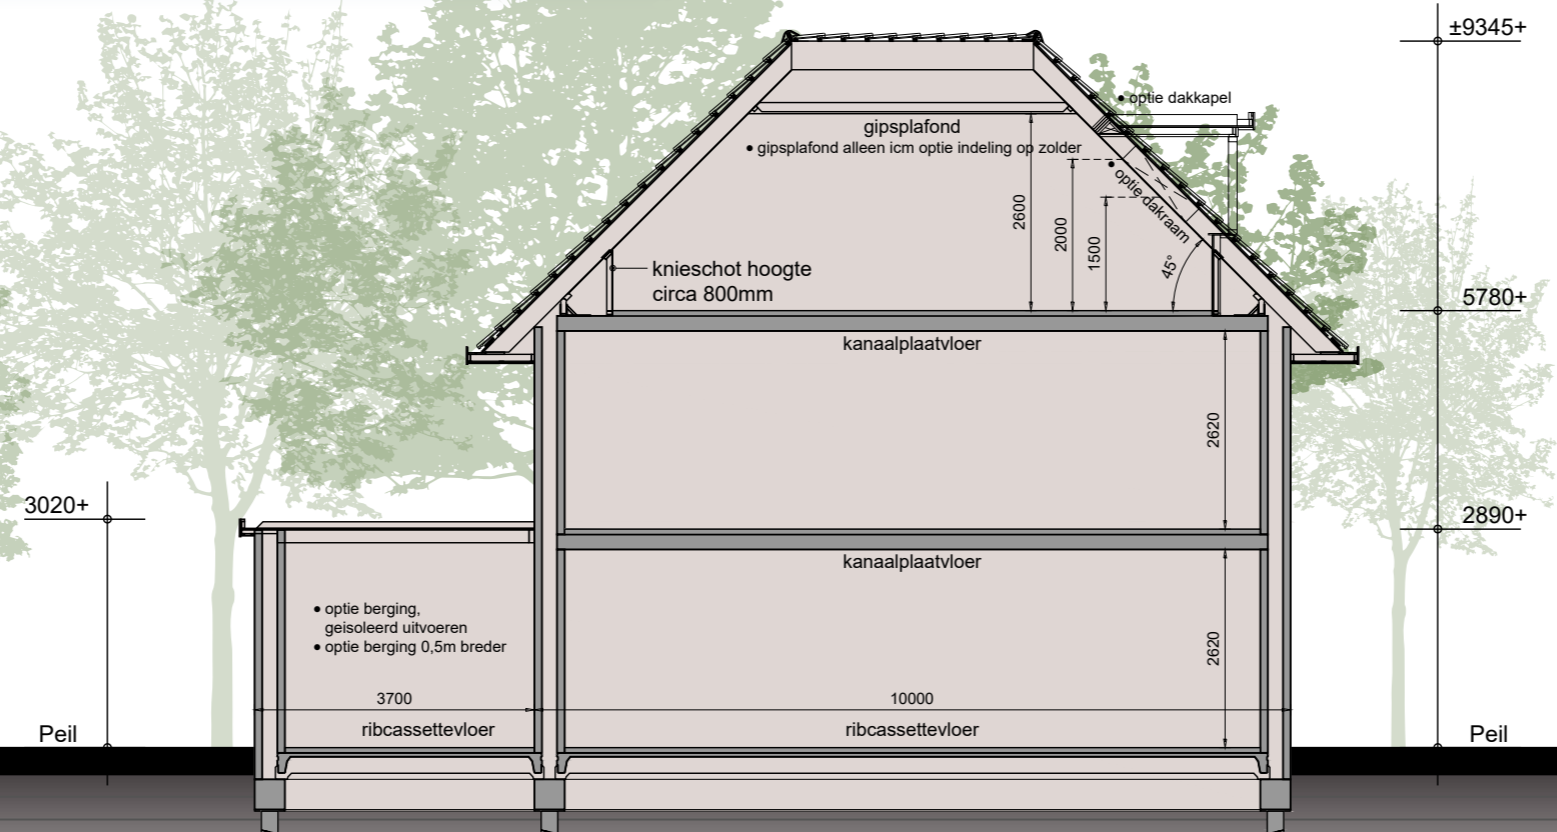 ±9345+
• optie dakkapel
gipsplafond
• gipsplafond alleen icm optie indeling op zolder
• optie dakraam
2600
2000
1500
45°
knieschot hoogte
circa 800mm
5780+
kanaalplaatvloer
2620
3020+
2890+
kanaalplaatvloer
• optie berging,
geisoleerd uitvoeren
• optie berging 0,5m breder
2620
3700
10000
ribcassettevloer
ribcassettevloer
Peil
Peil